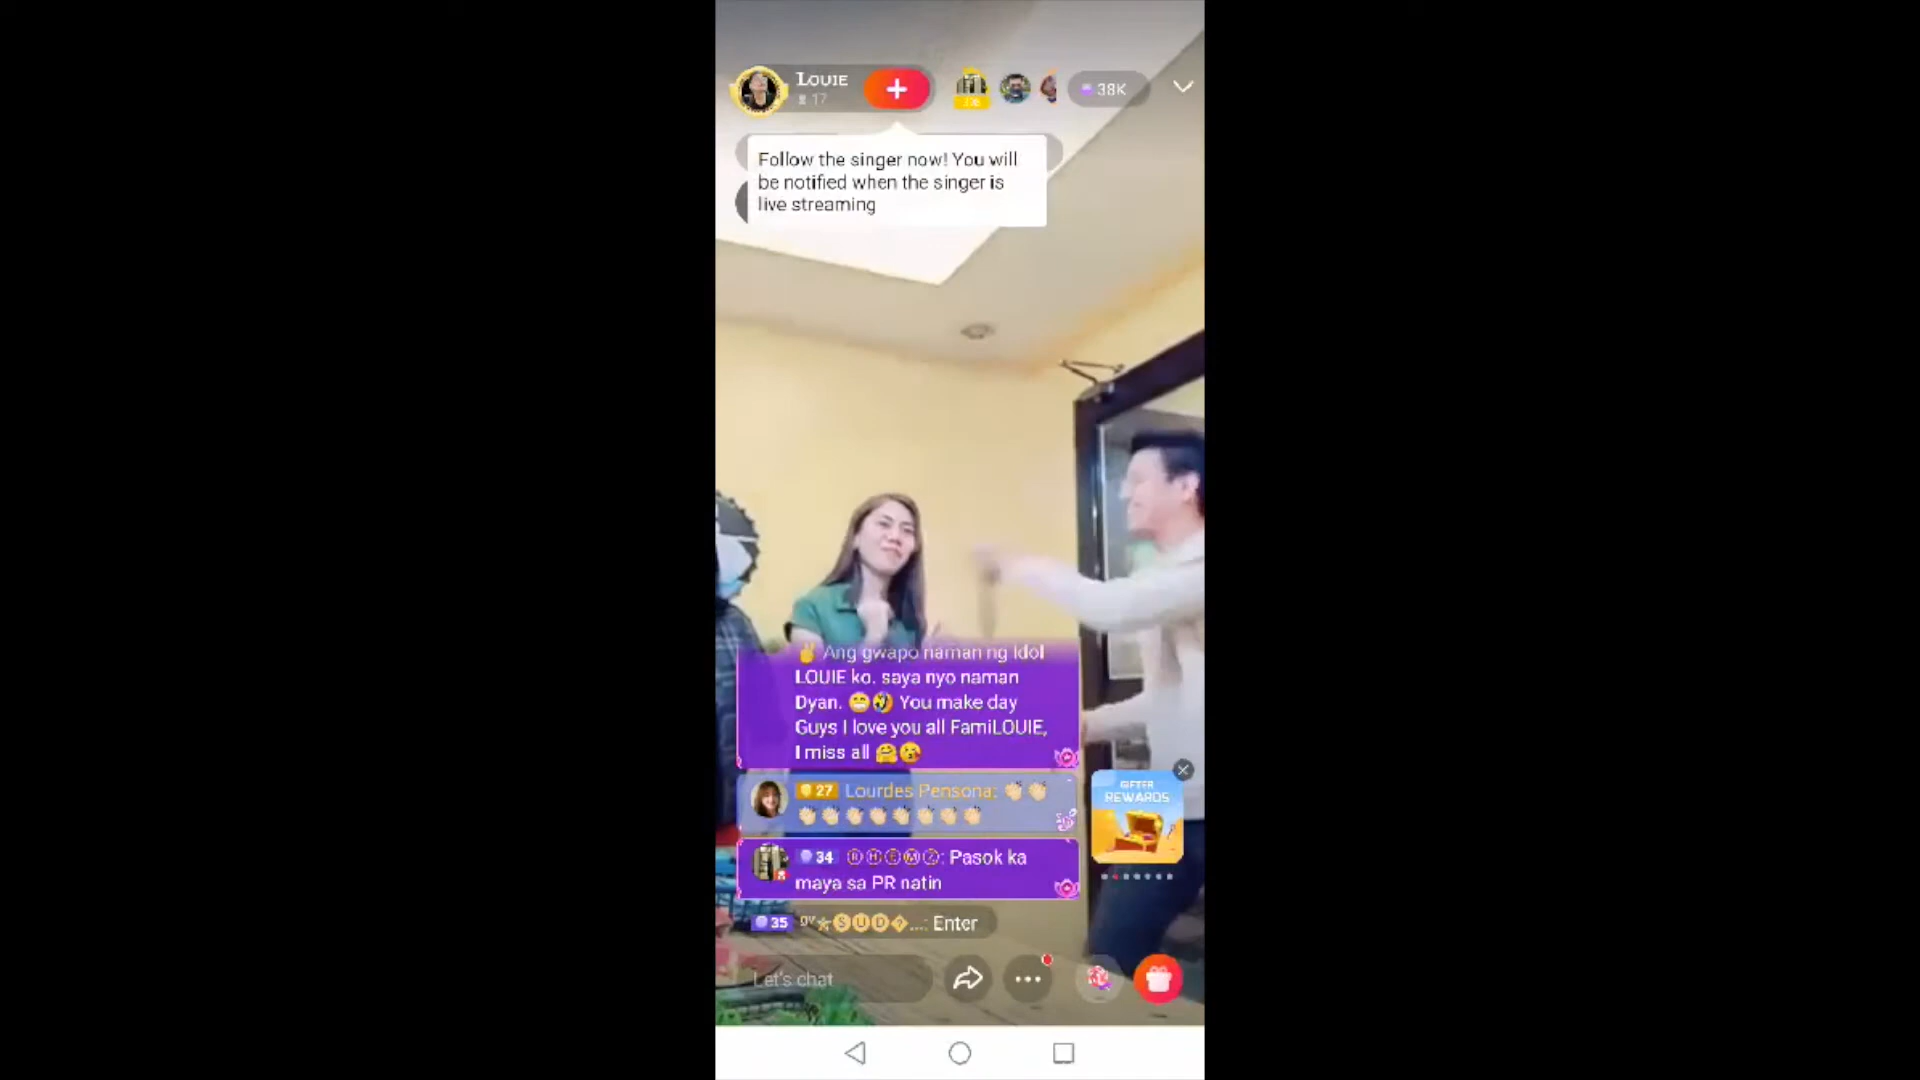 LOUIE
17
38K
Follow the singer now! You will
be notified when the singer is
live streaming
✌ Ang gwapo naman ng Idol
LOUIE ko. saya nyo naman
Dyan. 😁🤣 You make day
Guys I love you all FamiLOUIE,
I miss all 🤗😘
27 Lourdes Pensona: 👏🏻👏🏻
👏🏻👏🏻👏🏻👏🏻👏🏻👏🏻👏🏻👏🏻
34 ⓇⒽⒺⓂⓏ: Pasok ka
maya sa PR natin
GIFTER
REWARDS
35 ⓈⓊⒹ�...: Enter
Let's chat